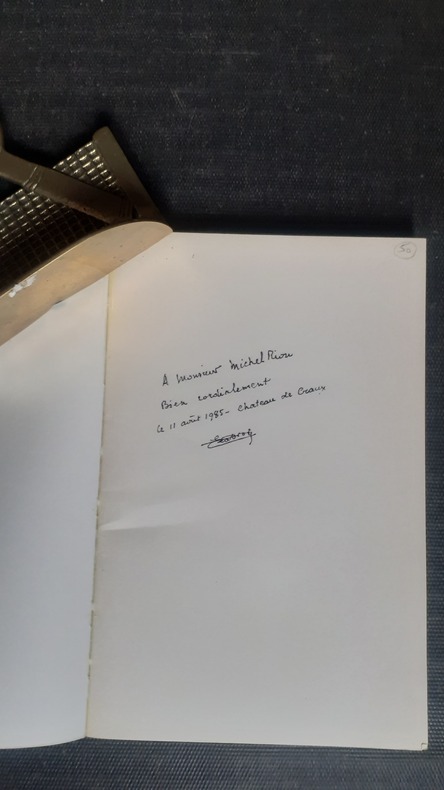 50
A Monsieur Michel Riou
Bien cordialement
le 11 août 1985 - Chateau de Craux